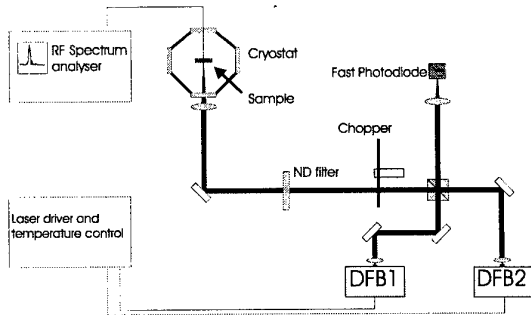 RF Spectrum
analyser
Cryostat
Sample
Fast Photodiode
Chopper
ND filter
Laser driver and
temperature control
DFB1
DFB2